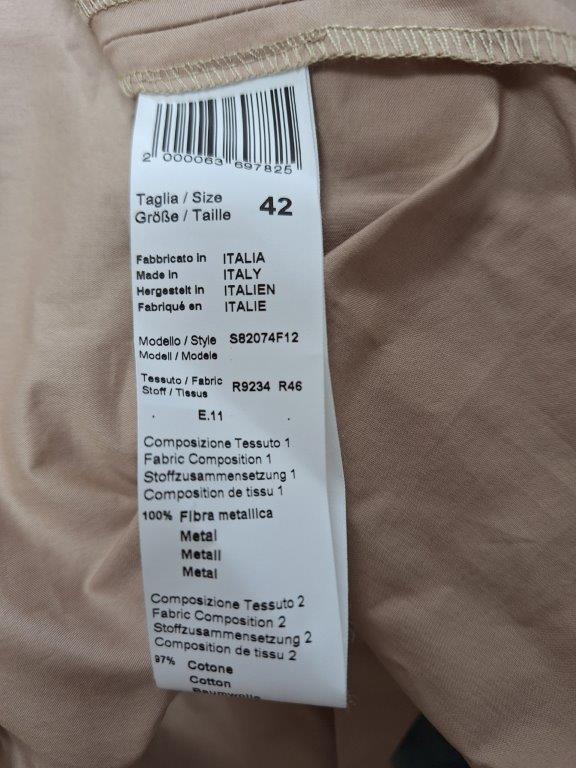 2 000063 697825
Taglia / Size
Größe / Taille 42
Fabbricato in ITALIA
Made in ITALY
Hergestelt in ITALIEN
Fabriqué en ITALIE
Modello / Style S82074F12
Modell / Modele
Tessuto / Fabric R9234 R46
Stoff / Tissus
. E.11 .
Composizione Tessuto 1
Fabric Composition 1
Stoffzusammensetzung 1
Composition de tissu 1
100% Fibra metallica
Metal
Metall
Metal
Composizione Tessuto 2
Fabric Composition 2
Stoffzusammensetzung 2
Composition de tissu 2
97% Cotone
Cotton
Baumwolle